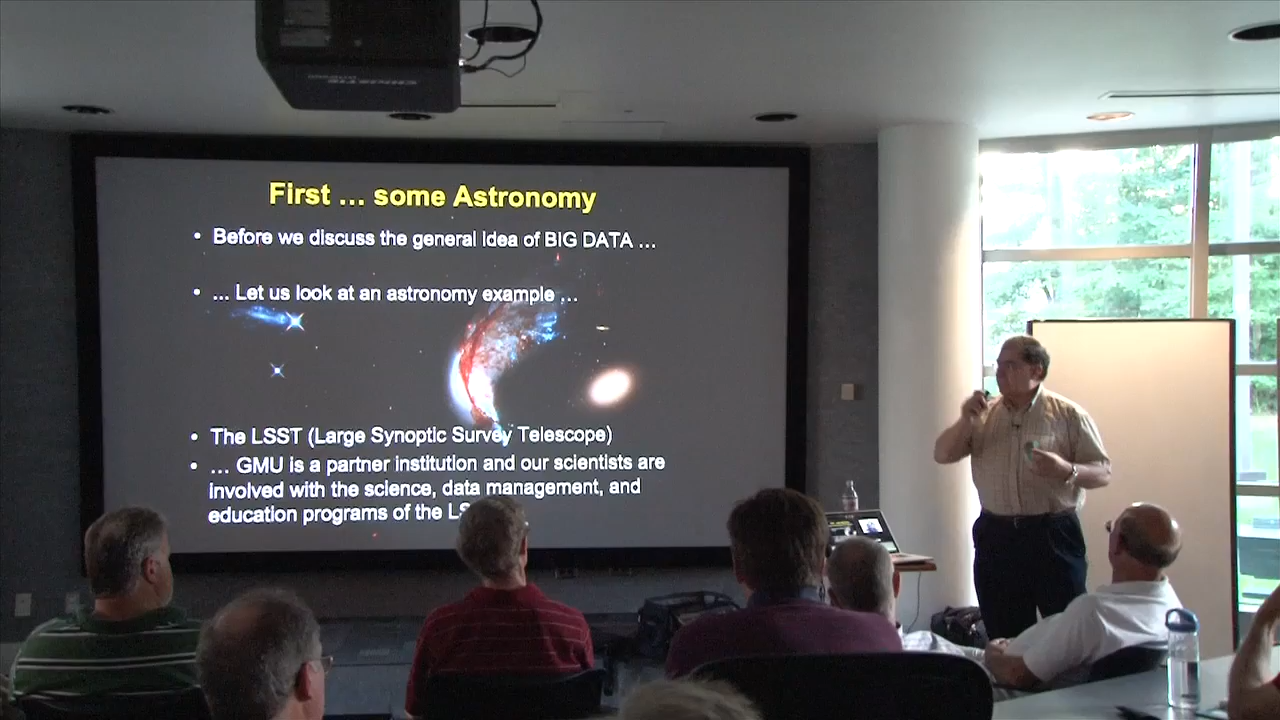 CHRISTIE
First ... some Astronomy
• Before we discuss the general idea of BIG DATA ...
• ... Let us look at an astronomy example ...
• The LSST (Large Synoptic Survey Telescope)
• ... GMU is a partner institution and our scientists are
involved with the science, data management, and
education programs of the LS